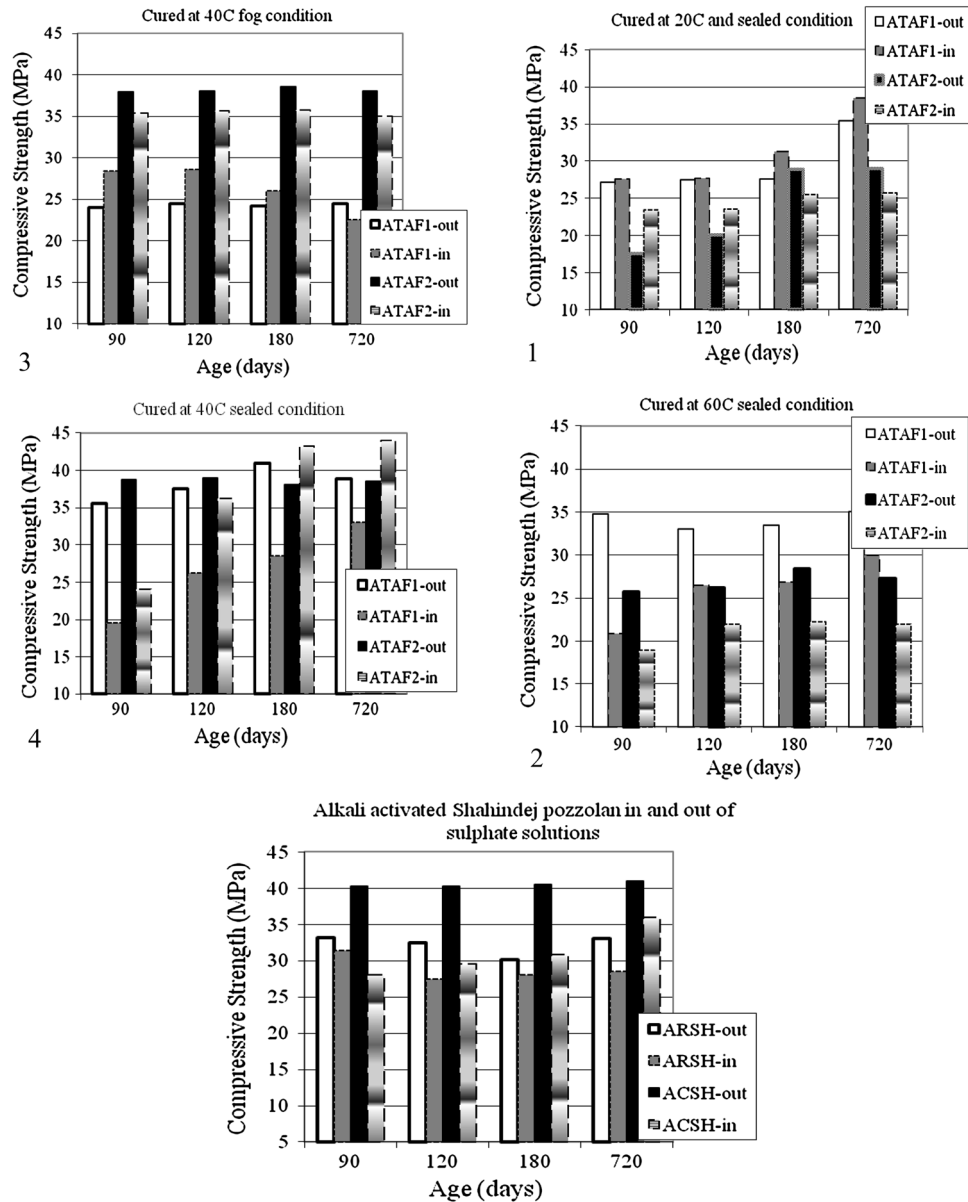 Cured at 40C fog condition
Compressive Strength (MPa)
45
40
35
30
25
20
15
10
90 120 180 720
Age (days)
ATAF1-out
ATAF1-in
ATAF2-out
ATAF2-in
3
Cured at 20C and sealed condition
Compressive Strength (MPa)
45
40
35
30
25
20
15
10
90 120 180 720
Age (days)
ATAF1-out
ATAF1-in
ATAF2-out
ATAF2-in
1
Cured at 40C sealed condition
Compressive Strength (MPa)
45
40
35
30
25
20
15
10
90 120 180 720
Age (days)
ATAF1-out
ATAF1-in
ATAF2-out
ATAF2-in
4
Cured at 60C sealed condition
Compressive Strength (MPa)
45
40
35
30
25
20
15
10
90 120 180 720
Age (days)
ATAF1-out
ATAF1-in
ATAF2-out
ATAF2-in
2
Alkali activated Shahindej pozzolan in and out of
sulphate solutions
Compressive Strength (MPa)
45
40
35
30
25
20
15
10
5
90 120 180 720
Age (days)
ARSH-out
ARSH-in
ACSH-out
ACSH-in